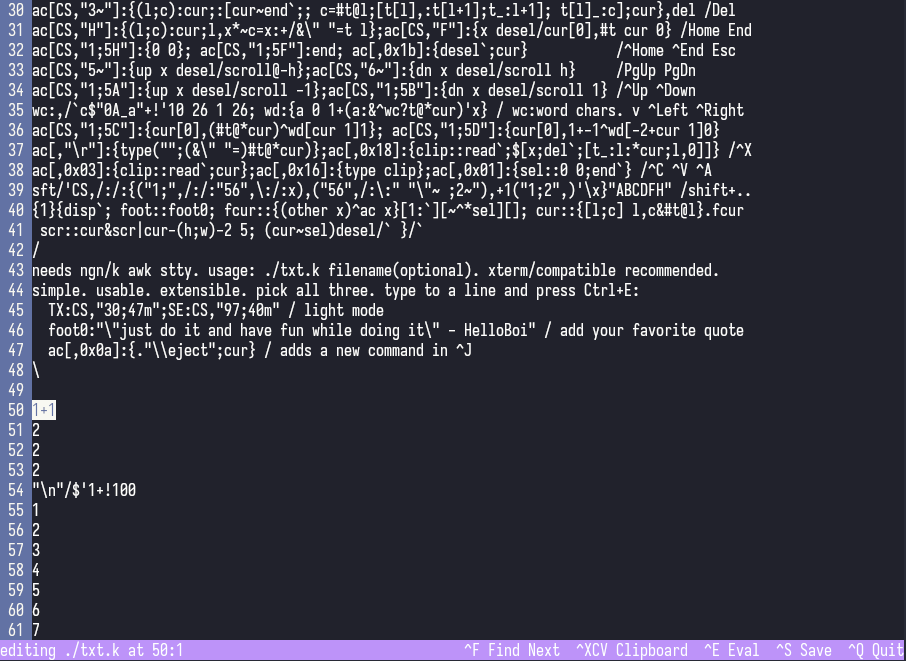 30 ac[CS,"3~"]:{(l;c):cur;:[cur~end`;; c=#t@l;[t[l],:t[l+1];t_:l+1]; t[l]_:c];cur},del /Del
31 ac[CS,"H"]:{(l;c):cur;l,x*~c=x:+/&\" "=t l};ac[CS,"F"]:{x desel/cur[0],#t cur 0} /Home End
32 ac[CS,"1;5H"]:{0 0}; ac[CS,"1;5F"]:end; ac[,0x1b]:{desel`;cur}           /^Home ^End Esc
33 ac[CS,"5~"]:{up x desel/scroll@-h};ac[CS,"6~"]:{dn x desel/scroll h}     /PgUp PgDn
34 ac[CS,"1;5A"]:{up x desel/scroll -1};ac[CS,"1;5B"]:{dn x desel/scroll 1} /^Up ^Down
35 wc:,/`c$"0A_a"+!'10 26 1 26; wd:{a 0 1+(a:&^wc?t@*cur)'x} / wc:word chars. v ^Left ^Right
36 ac[CS,"1;5C"]:{cur[0],(#t@*cur)^wd[cur 1]1}; ac[CS,"1;5D"]:{cur[0],1+-1^wd[-2+cur 1]0}
37 ac[,"\r"]:{type("";(&\" "=)#t@*cur)};ac[,0x18]:{clip::read`;$[x;del`;[t_:l:*cur;l,0]]} /^X
38 ac[,0x03]:{clip::read`;cur};ac[,0x16]:{type clip};ac[,0x01]:{sel::0 0;end`} /^C ^V ^A
39 sft/'CS,/:/:{("1;",/:/:"56",\:/:x),("56",/:\:" "\"~ ;2~"),+1("1;2",)'\x}"ABCDFH" /shift+..
40 {1}{disp`; foot::foot0; fcur::{(other x)^ac x}[1:`][~^*sel][]; cur::{[l;c] l,c&#t@l}.fcur
41  scr::cur&scr|cur-(h;w)-2 5; (cur~sel)desel/` }/`
42 /
43 needs ngn/k awk stty. usage: ./txt.k filename(optional). xterm/compatible recommended.
44 simple. usable. extensible. pick all three. type to a line and press Ctrl+E:
45   TX:CS,"30;47m";SE:CS,"97;40m" / light mode
46   foot0:"\"just do it and have fun while doing it\" - HelloBoi" / add your favorite quote
47   ac[,0x0a]:{."\\eject";cur} / adds a new command in ^J
48 \
49
50 1+1
51 2
52 2
53 2
54 "\n"/$'1+!100
55 1
56 2
57 3
58 4
59 5
60 6
61 7
editing ./txt.k at 50:1 ^F Find Next  ^XCV Clipboard  ^E Eval  ^S Save  ^Q Quit